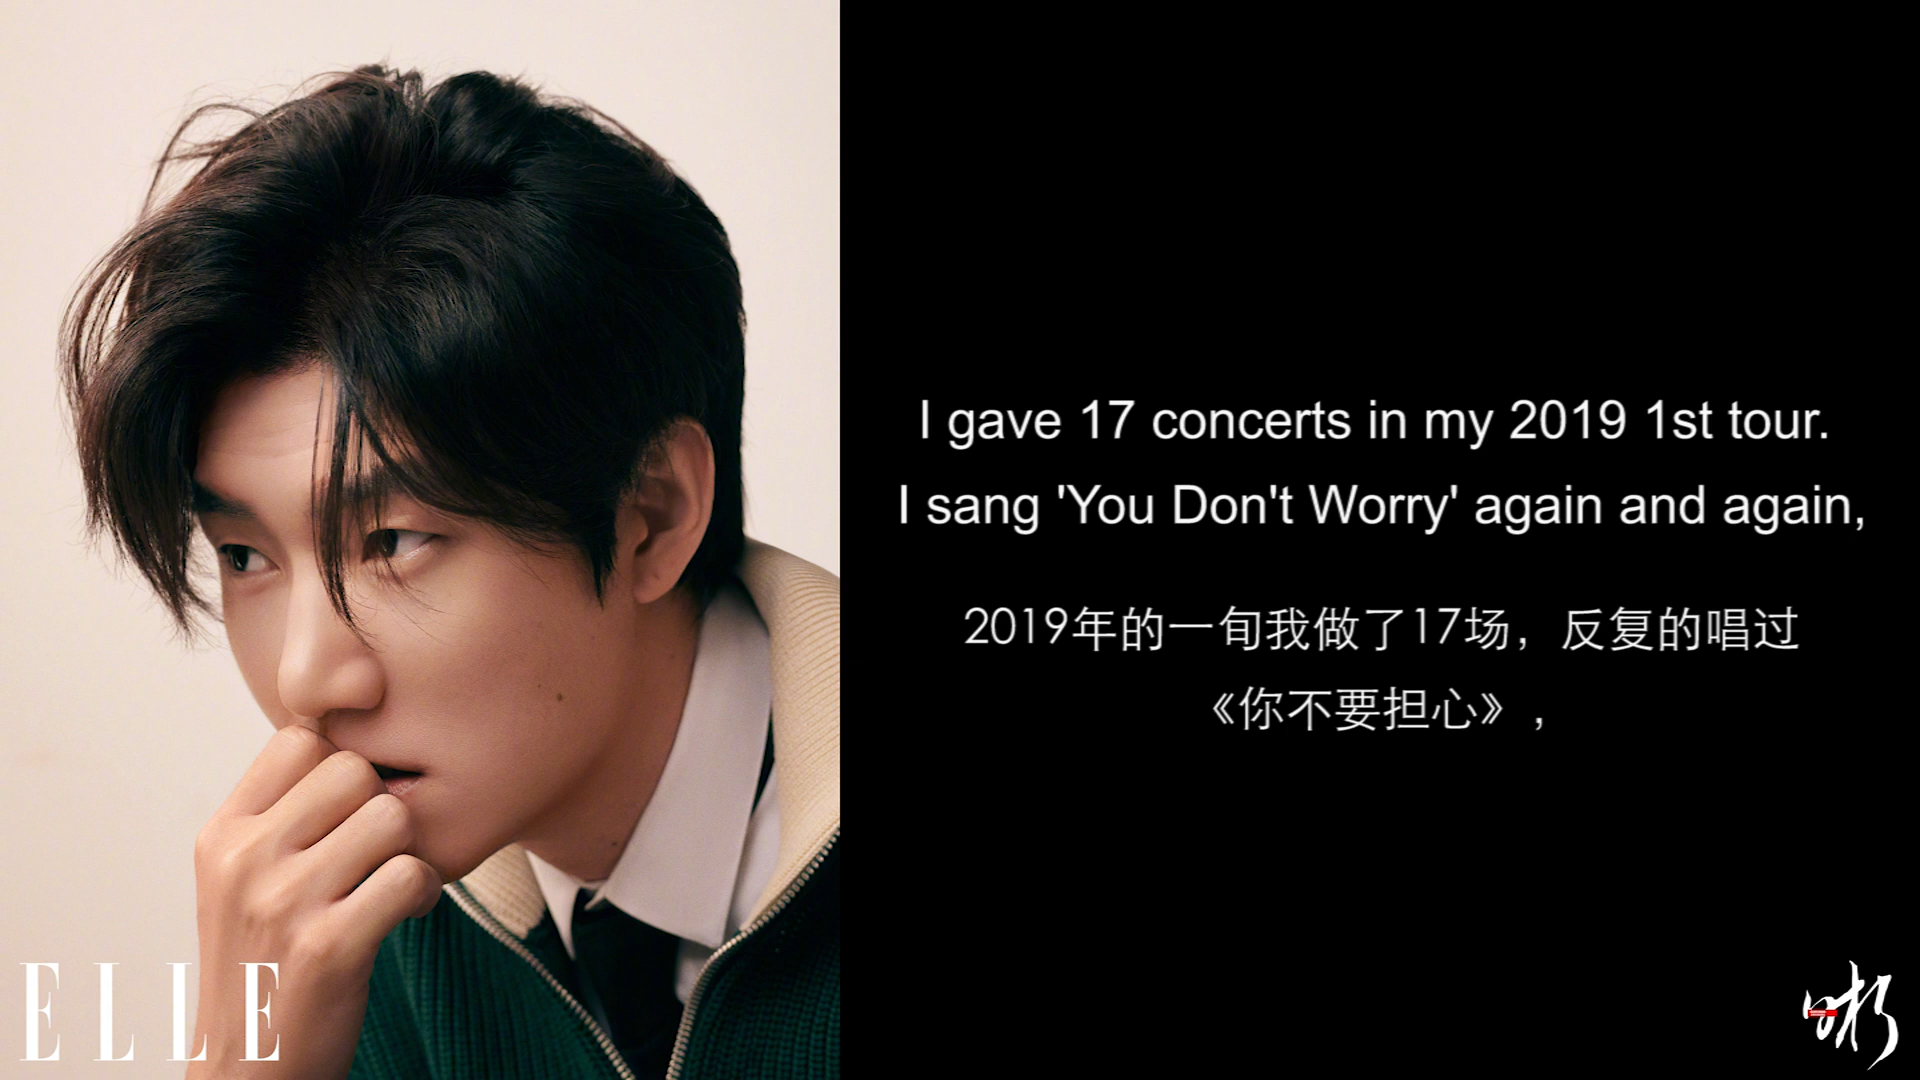 I gave 17 concerts in my 2019 1st tour.
I sang 'You Don't Worry' again and again,
2019年的一旬我做了17场，反复的唱过
《你不要担心》,
ELLE